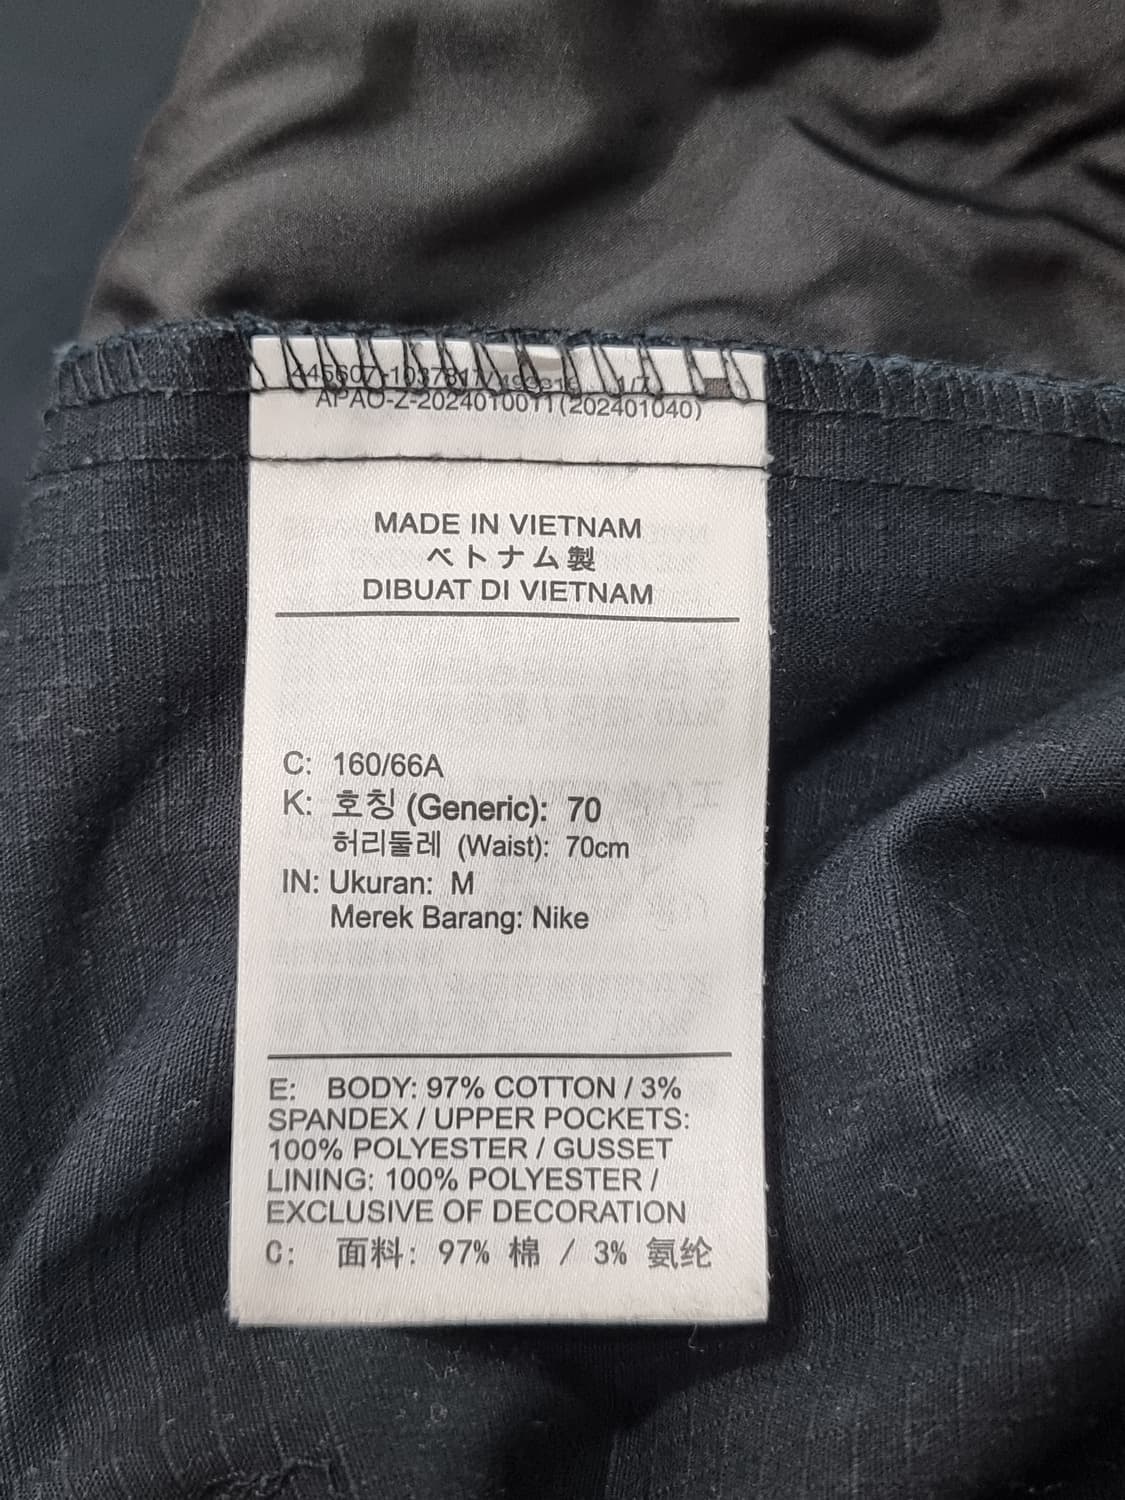 APAO-Z-2024010011(202401040)
MADE IN VIETNAM
ベトナム製
DIBUAT DI VIETNAM
C: 160/66A
K: 호칭 (Generic): 70
허리둘레 (Waist): 70cm
IN: Ukuran: M
Merek Barang: Nike
E: BODY: 97% COTTON / 3%
SPANDEX / UPPER POCKETS:
100% POLYESTER / GUSSET
LINING: 100% POLYESTER /
EXCLUSIVE OF DECORATION
C: 面料: 97% 棉 / 3% 氨纶